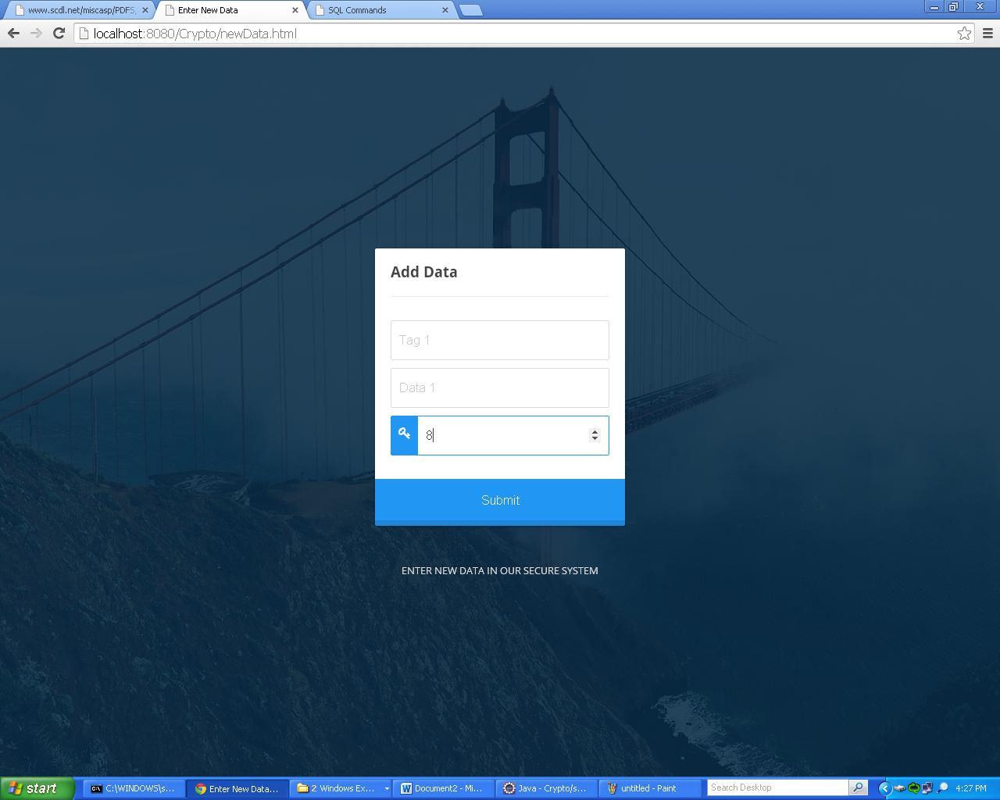 www.scdl.net/miscasp/PDFS
Enter New Data
SQL Commands
localhost:8080/Crypto/newData.html
Add Data
Tag 1
Data 1
8
Submit
ENTER NEW DATA IN OUR SECURE SYSTEM
start
C:\WINDOWS\s...
Enter New Data...
2 Windows Ex...
Document2 - Mi...
Java - Crypto/s...
untitled - Paint
Search Desktop
4:27 PM